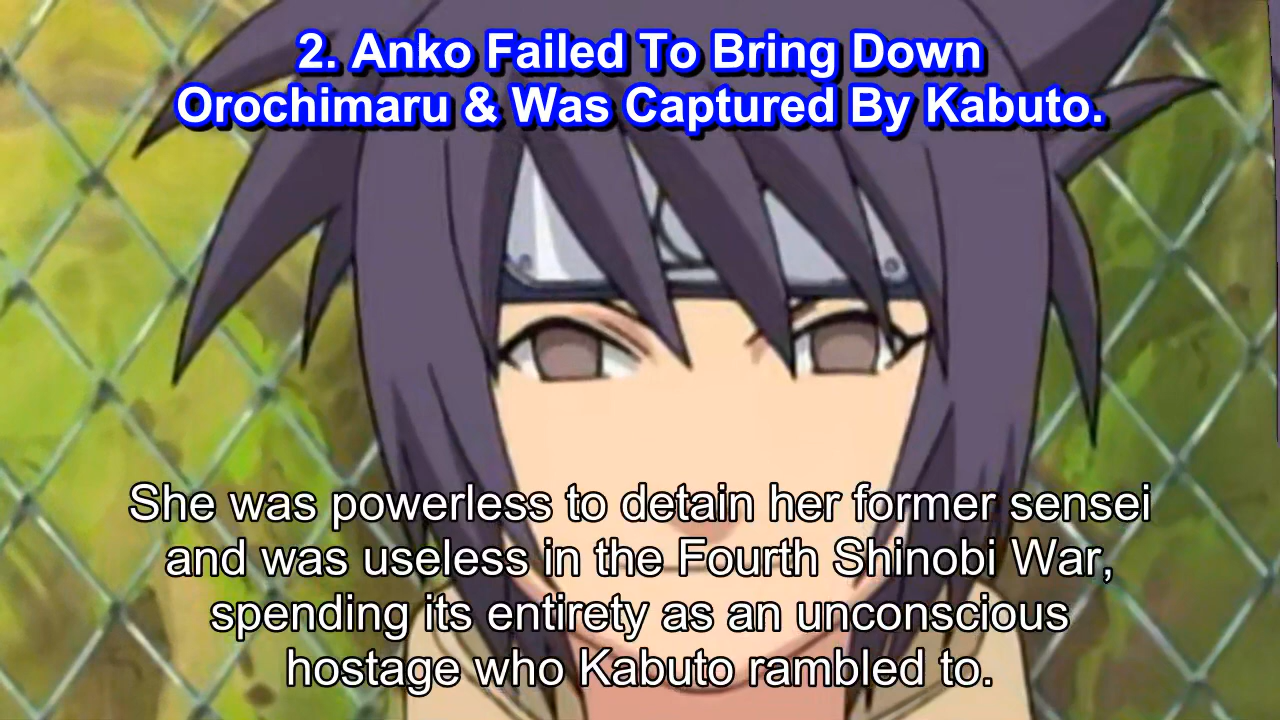 2. Anko Failed To Bring Down
Orochimaru & Was Captured By Kabuto.
She was powerless to detain her former sensei
and was useless in the Fourth Shinobi War,
spending its entirety as an unconscious
hostage who Kabuto rambled to.